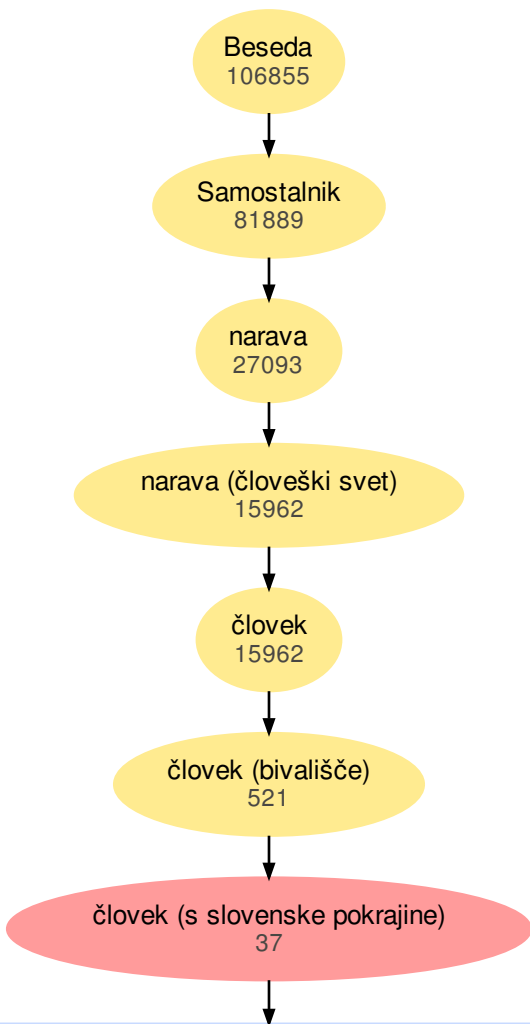 Beseda
106855
Samostalnik
81889
narava
27093
narava (človeški svet)
15962
človek
15962
človek (bivališče)
521
človek (s slovenske pokrajine)
37